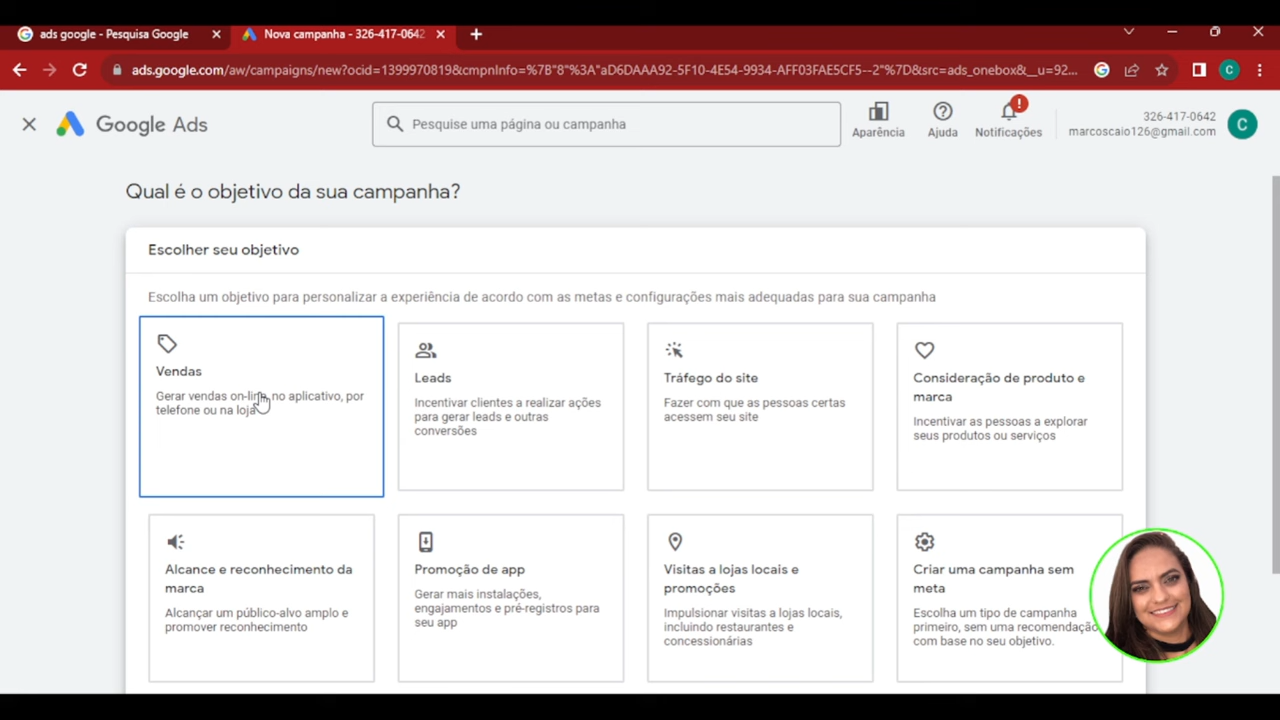 ads google - Pesquisa Google
Nova campanha - 326-417-0642
ads.google.com/aw/campaigns/new?ocid=1399970819&cmpnInfo=%7B"8"%3A"aD6DAAA92-5F10-4E54-9934-AFF03FAE5CF5--2"%7D&src=ads_onebox&__u=92...
C
Google Ads
Pesquise uma página ou campanha
Aparência
Ajuda
Notificações
326-417-0642
marcoscaio126@gmail.com
C
Qual é o objetivo da sua campanha?
Escolher seu objetivo
Escolha um objetivo para personalizar a experiência de acordo com as metas e configurações mais adequadas para sua campanha
Vendas
Gerar vendas on-line, no aplicativo, por
telefone ou na loja
Leads
Incentivar clientes a realizar ações
para gerar leads e outras
conversões
Tráfego do site
Fazer com que as pessoas certas
acessem seu site
Consideração de produto e
marca
Incentivar as pessoas a explorar
seus produtos ou serviços
Alcance e reconhecimento da
marca
Alcançar um público-alvo amplo e
promover reconhecimento
Promoção de app
Gerar mais instalações,
engajamentos e pré-registros para
seu app
Visitas a lojas locais e
promoções
Impulsionar visitas a lojas locais,
incluindo restaurantes e
concessionárias
Criar uma campanha sem
meta
Escolha um tipo de campanha
primeiro, sem uma recomendação
com base no seu objetivo.